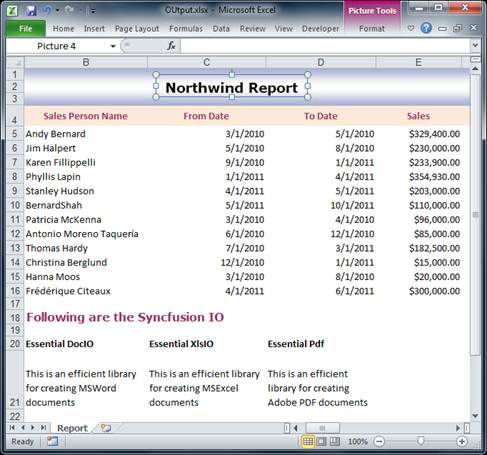 OUtput.xlsx - Microsoft Excel
Picture Tools
File Home Insert Page Layout Formulas Data Review View Developer Format
Picture 4 fx
B C D E
1
2 Northwind Report
3
4 Sales Person Name From Date To Date Sales
5 Andy Bernard 3/1/2010 5/1/2010 $329,400.00
6 Jim Halpert 5/1/2010 8/1/2010 $230,000.00
7 Karen Fillippelli 9/1/2010 1/1/2011 $233,900.00
8 Phyllis Lapin 1/1/2011 4/1/2011 $354,930.00
9 Stanley Hudson 4/1/2010 5/1/2011 $203,000.00
10 BernardShah 5/1/2011 10/1/2011 $110,000.00
11 Patricia McKenna 3/1/2010 4/1/2010 $96,000.00
12 Antonio Moreno Taquería 6/1/2010 12/1/2010 $85,000.00
13 Thomas Hardy 7/1/2010 3/1/2011 $182,500.00
14 Christina Berglund 12/1/2010 1/1/2011 $15,000.00
15 Hanna Moos 3/1/2010 8/1/2010 $20,000.00
16 Frédérique Citeaux 4/1/2011 6/1/2011 $300,000.00
17
18 Following are the Syncfusion IO
19
20 Essential DocIO Essential XlsIO Essential Pdf
This is an efficient library This is an efficient library This is an efficient
for creating MSWord for creating MSExcel library for creating
21 documents documents Adobe PDF documents
22
Report
Ready 100%